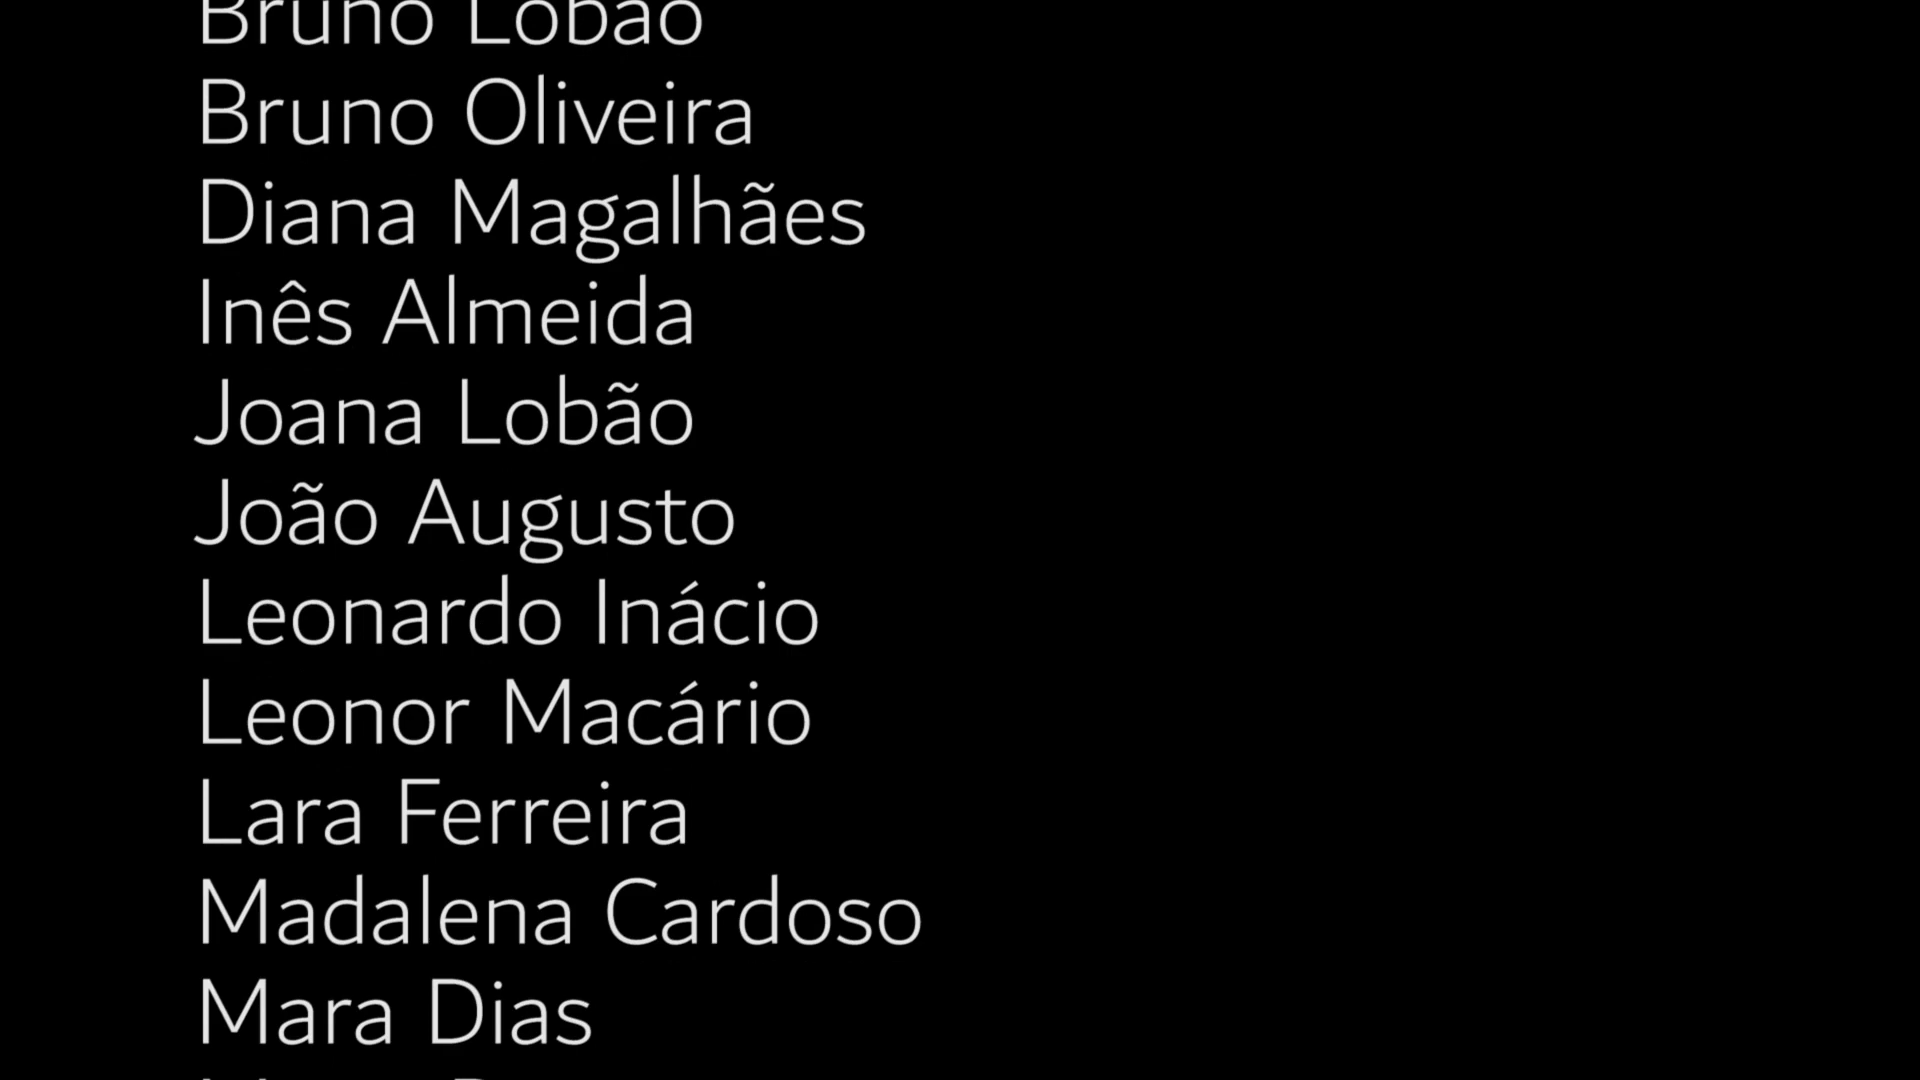 Bruno Lobão
Bruno Oliveira
Diana Magalhães
Inês Almeida
Joana Lobão
João Augusto
Leonardo Inácio
Leonor Macário
Lara Ferreira
Madalena Cardoso
Mara Dias